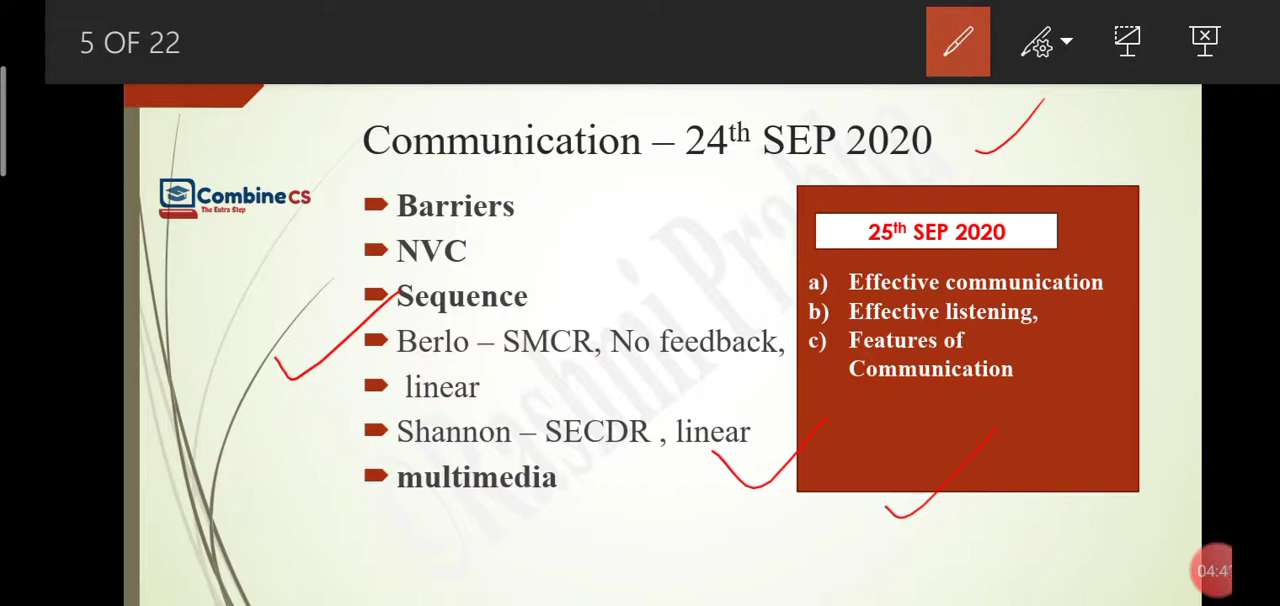 5 OF 22
Communication – 24th SEP 2020
CombineCS
The Extra Step
Barriers
NVC
Sequence
Berlo – SMCR, No feedback,
linear
Shannon – SECDR , linear
multimedia
25th SEP 2020
a) Effective communication
b) Effective listening,
c) Features of
Communication